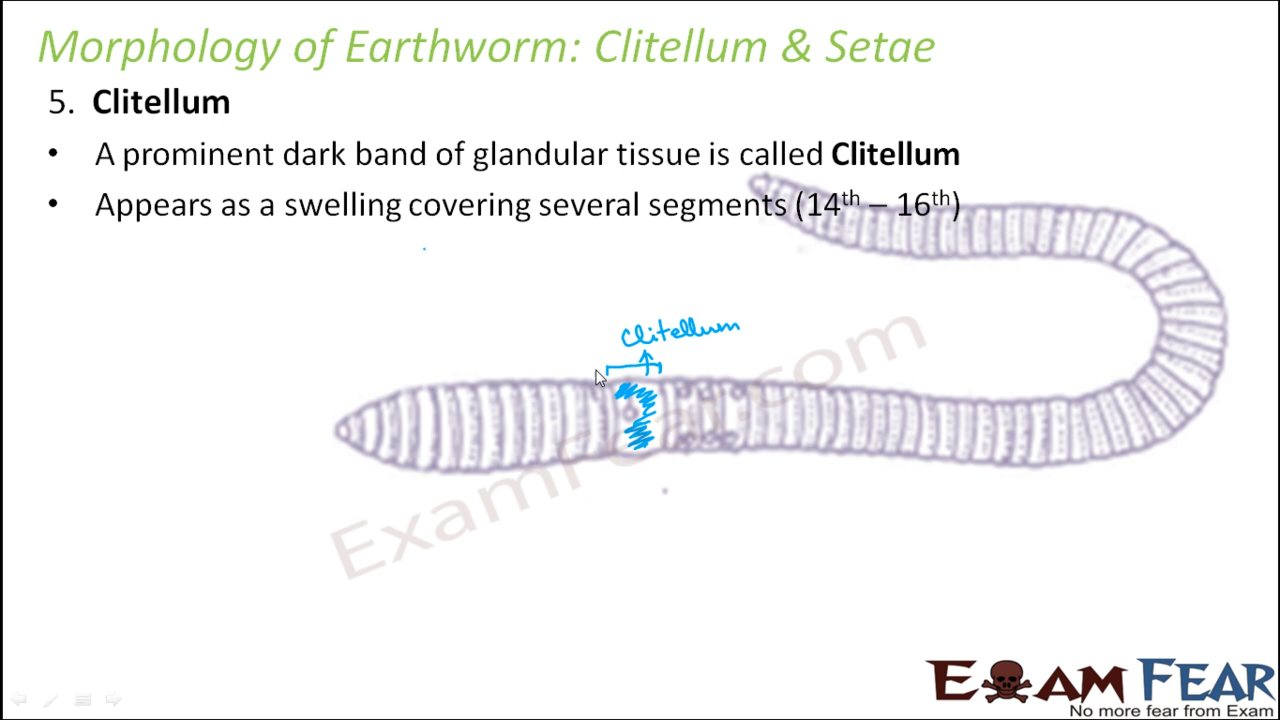 Morphology of Earthworm: Clitellum & Setae
5. Clitellum
• A prominent dark band of glandular tissue is called Clitellum
• Appears as a swelling covering several segments (14th – 16th)
Clitellum
ExamFear.com
EXAM FEAR
No more fear from Exam